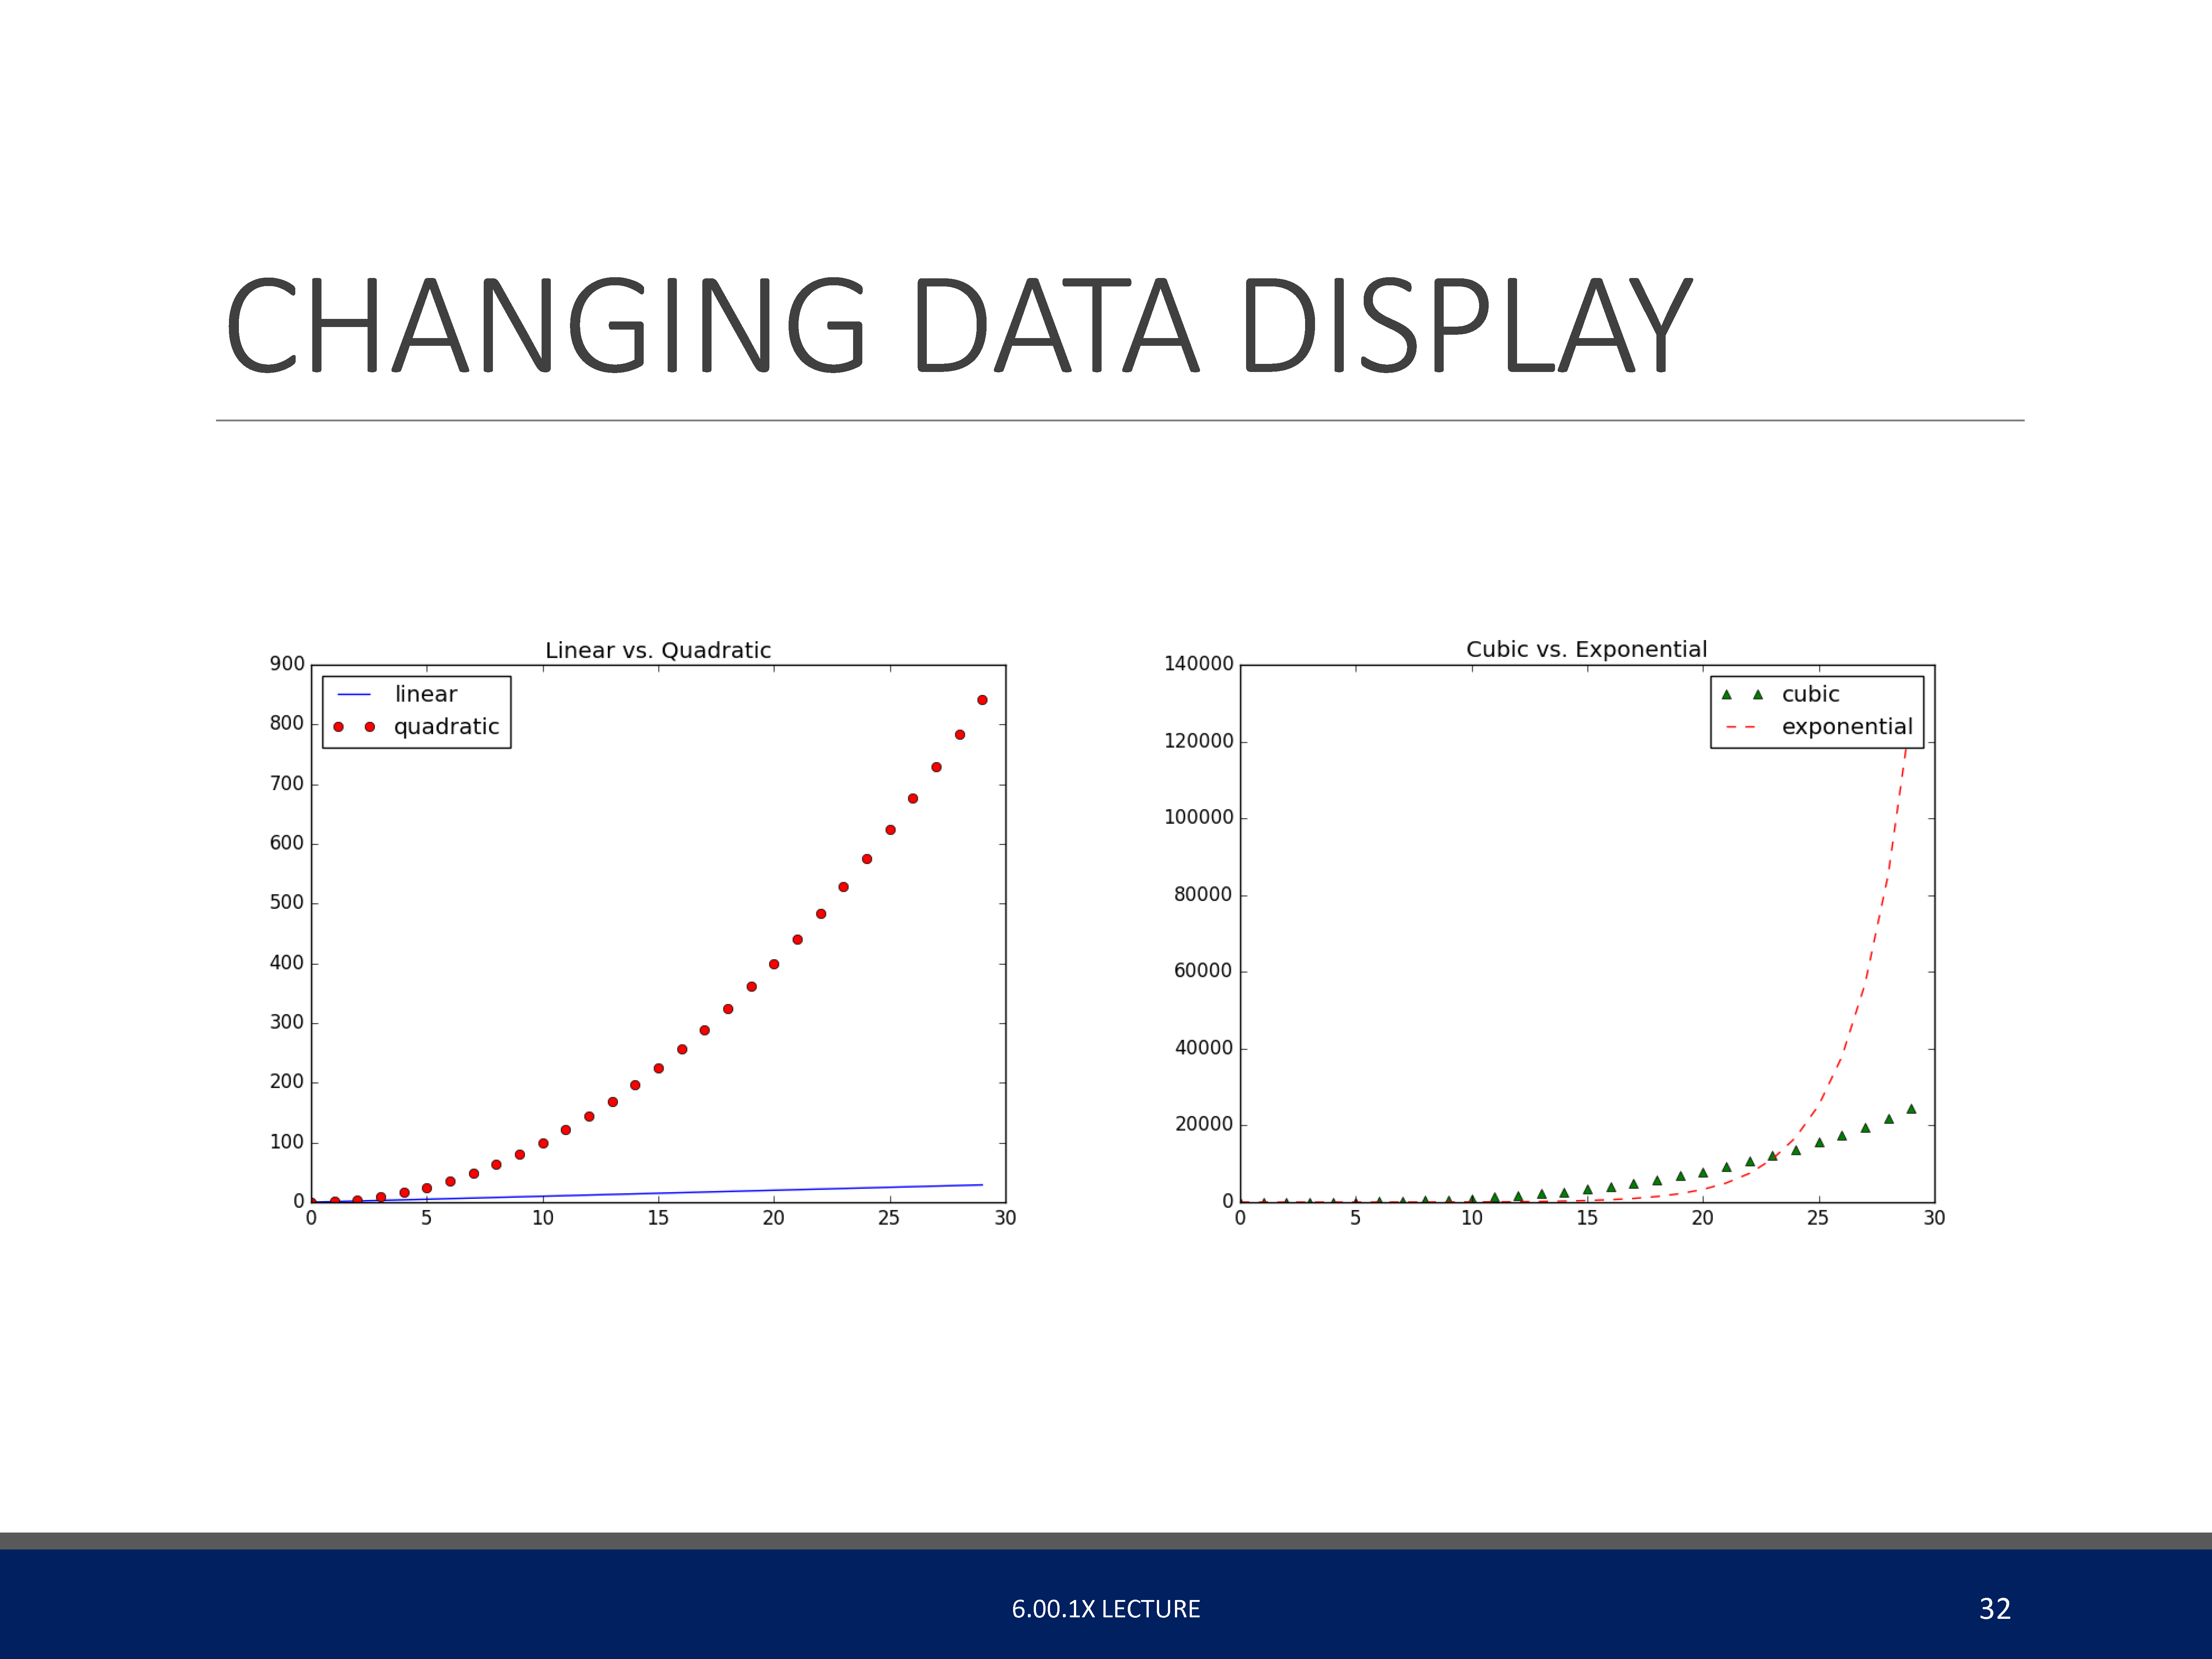 CHANGING DATA DISPLAY
Linear vs. Quadratic
900
800
700
600
500
400
300
200
100
0
0 5 10 15 20 25 30
linear
quadratic
Cubic vs. Exponential
140000
120000
100000
80000
60000
40000
20000
0
0 5 10 15 20 25 30
cubic
exponential
6.00.1X LECTURE
32